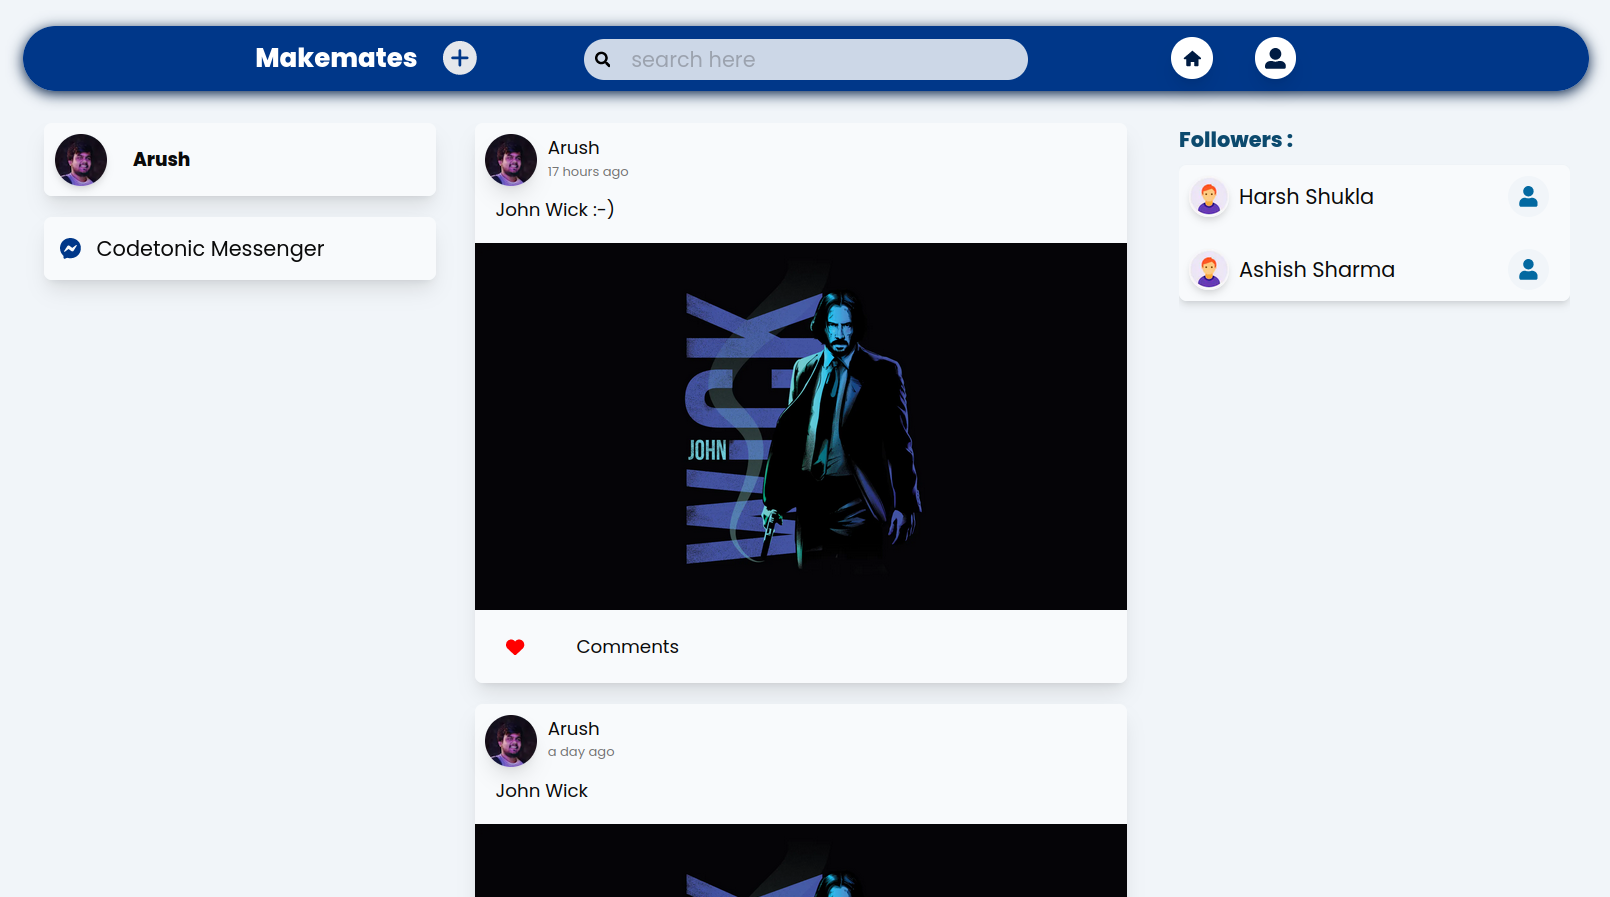 Makemates
search here
Arush
Codetonic Messenger
Arush
17 hours ago
John Wick :-)
JOHN
WICK
Comments
Arush
a day ago
John Wick
Followers :
Harsh Shukla
Ashish Sharma